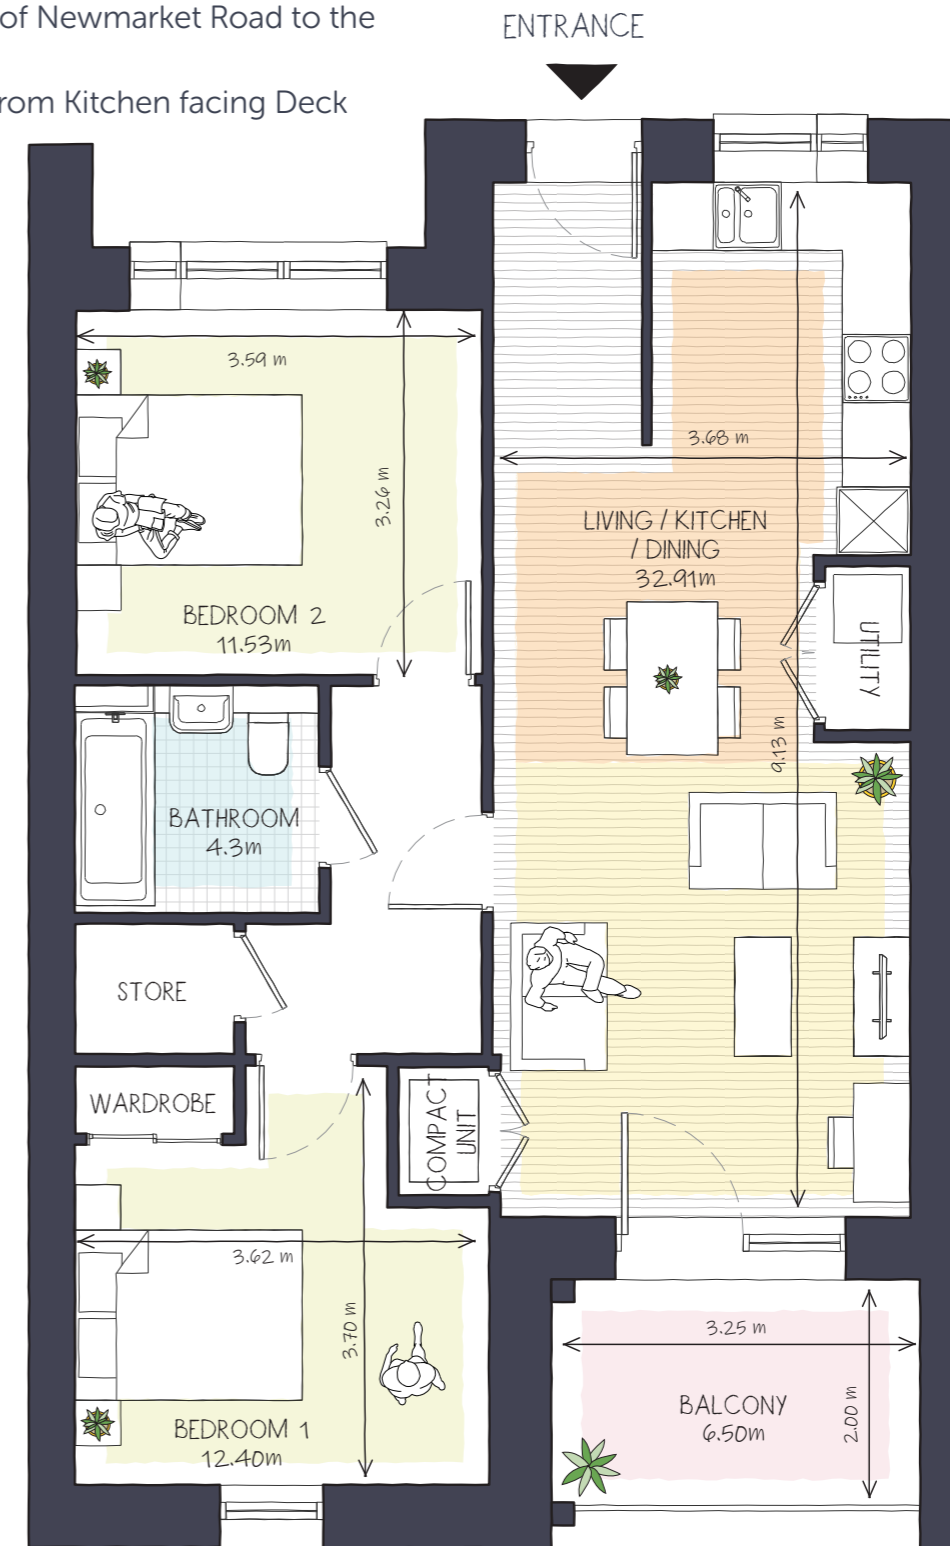 of Newmarket Road to the
ENTRANCE
rom Kitchen facing Deck
3.59 m
3.26 m
3.68 m
LIVING / KITCHEN
/ DINING
32.91m
BEDROOM 2
11.53m
UTILITY
9.13 m
BATHROOM
4.3m
STORE
WARDROBE
COMPACT
UNIT
3.62 m
3.70 m
BEDROOM 1
12.40m
3.25 m
BALCONY
6.50m
2.00 m